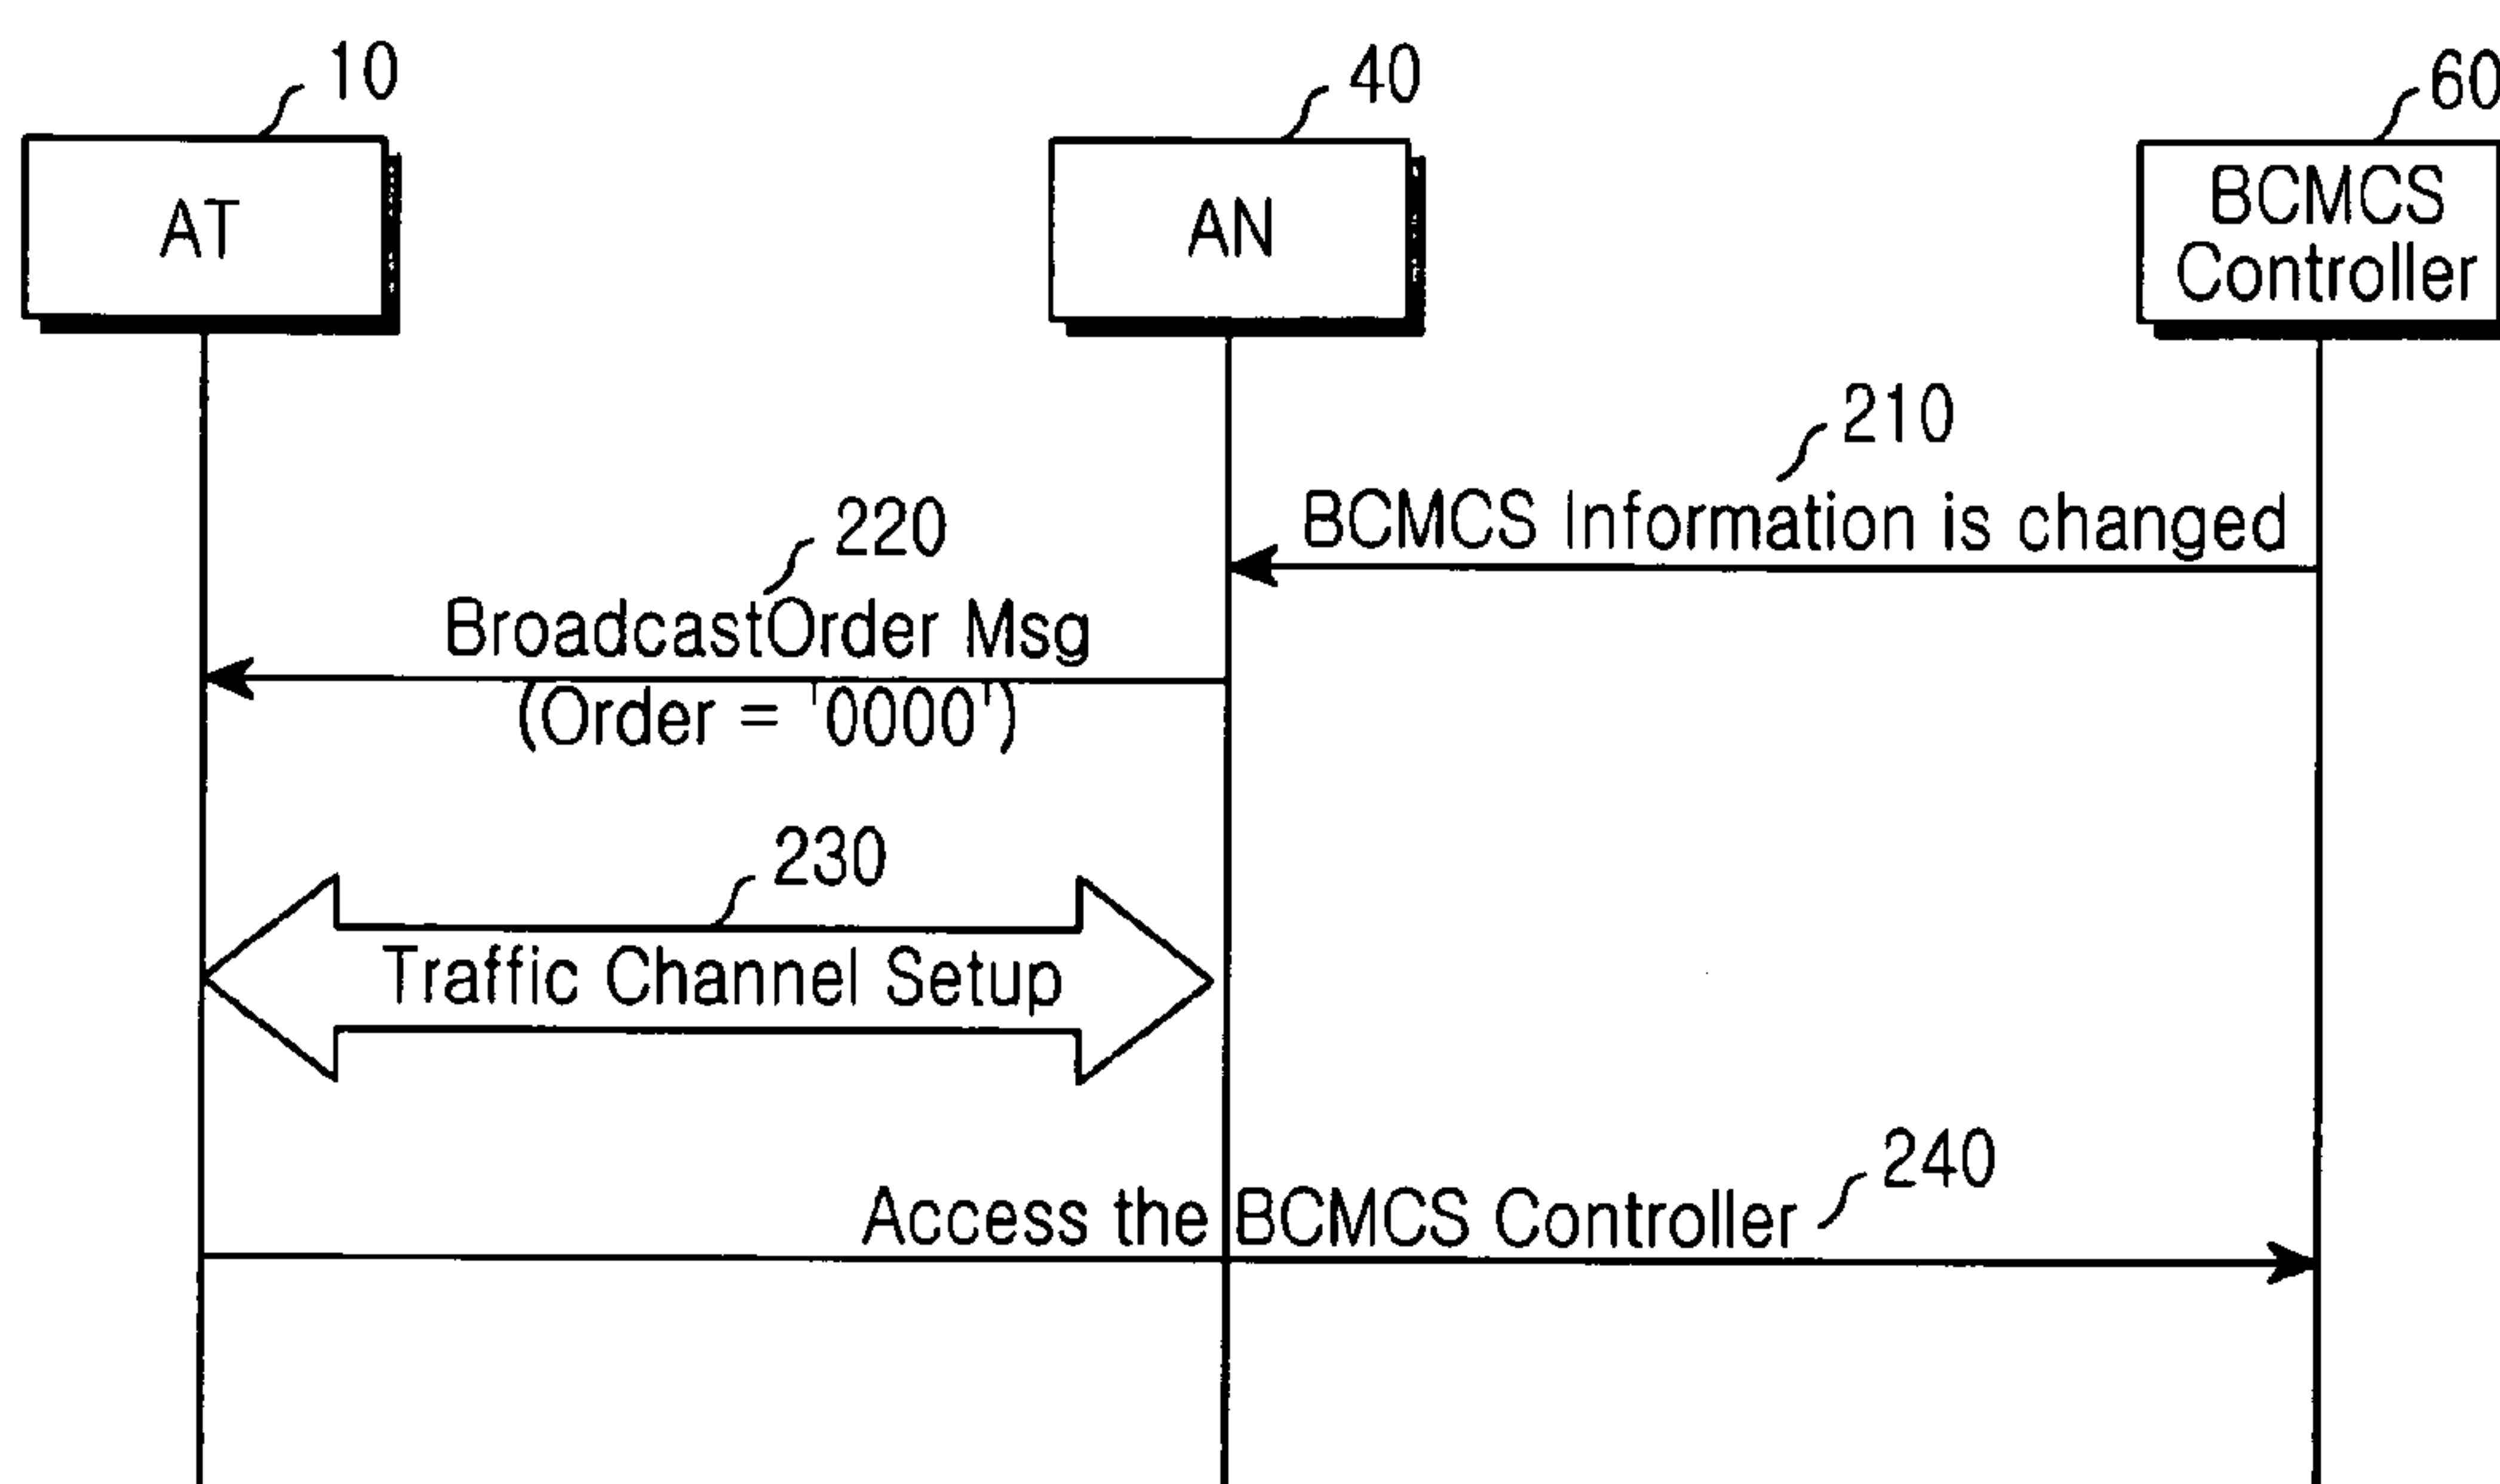 10
40
60
AT
AN
BCMCS
Controller
210
BCMCS Information is changed
220
BroadcastOrder Msg
(Order = '0000')
230
Traffic Channel Setup
240
Access the BCMCS Controller